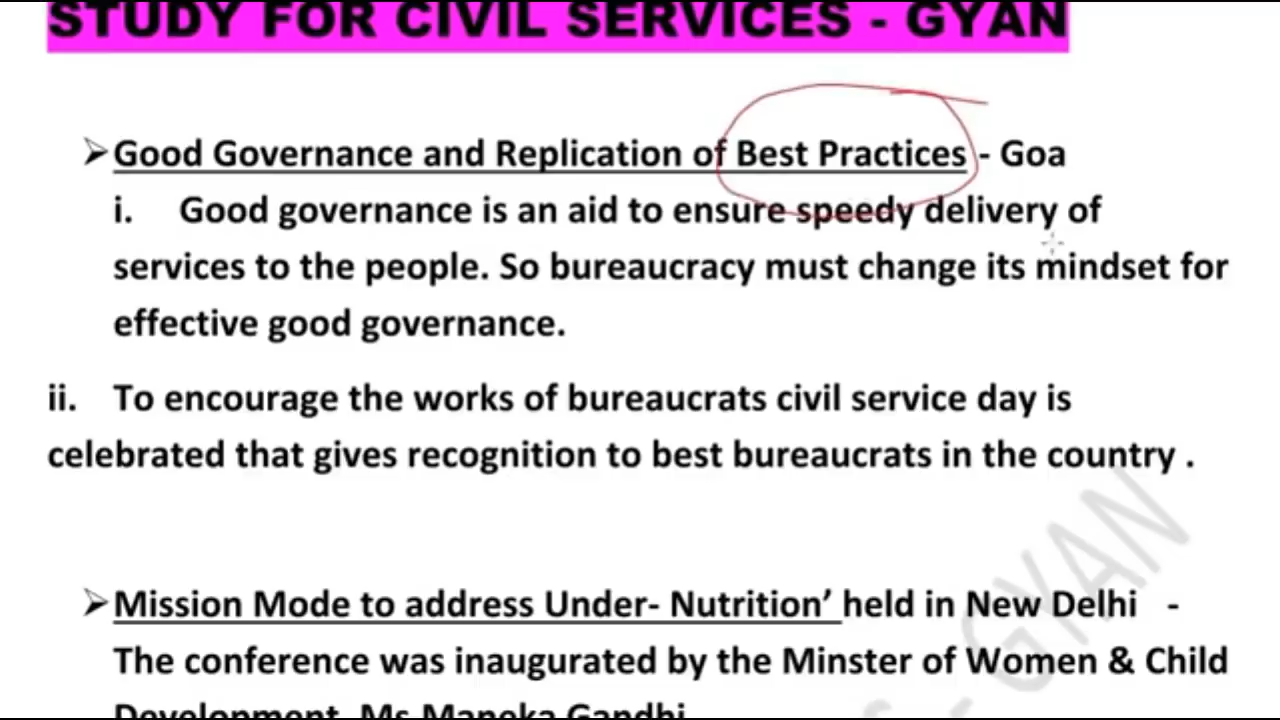 STUDY FOR CIVIL SERVICES - GYAN
➢Good Governance and Replication of Best Practices - Goa
i. Good governance is an aid to ensure speedy delivery of
services to the people. So bureaucracy must change its mindset for
effective good governance.
ii. To encourage the works of bureaucrats civil service day is
celebrated that gives recognition to best bureaucrats in the country .
➢Mission Mode to address Under- Nutrition’ held in New Delhi -
The conference was inaugurated by the Minster of Women & Child
Development, Ms Maneka Gandhi
- GYAN